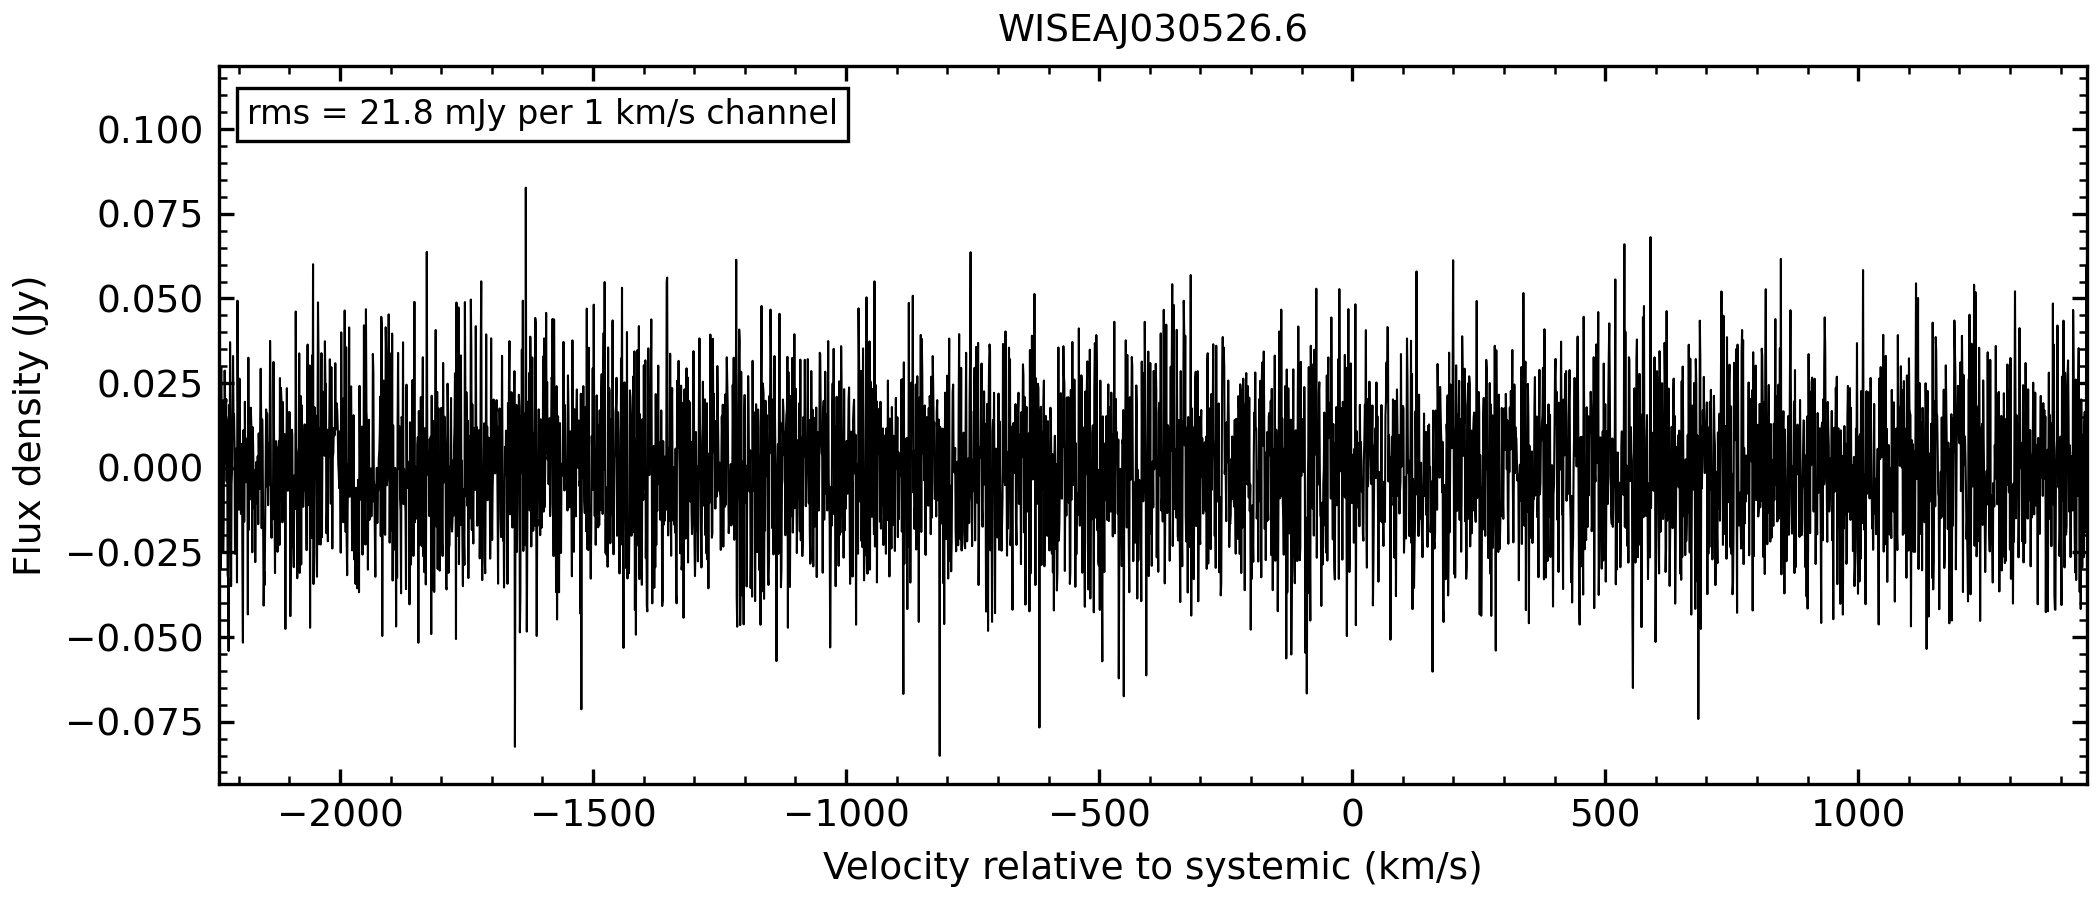 WISEAJ030526.6
rms = 21.8 mJy per 1 km/s channel
0.100
0.075
0.050
0.025
0.000
−0.025
−0.050
−0.075
Flux density (Jy)
−2000 −1500 −1000 −500 0 500 1000
Velocity relative to systemic (km/s)